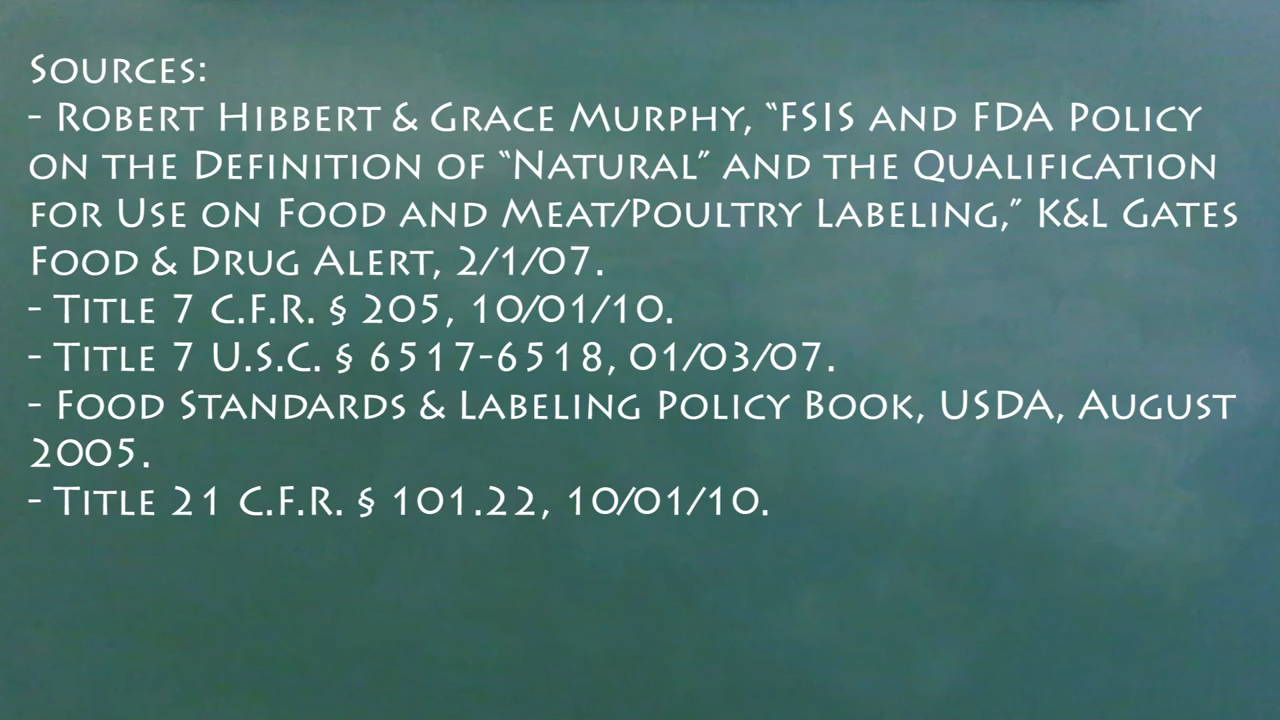 Sources:
- Robert Hibbert & Grace Murphy, “FSIS and FDA Policy
on the Definition of “Natural” and the Qualification
for Use on Food and Meat/Poultry Labeling,” K&L Gates
Food & Drug Alert, 2/1/07.
- Title 7 C.F.R. § 205, 10/01/10.
- Title 7 U.S.C. § 6517-6518, 01/03/07.
- Food Standards & Labeling Policy Book, USDA, August
2005.
- Title 21 C.F.R. § 101.22, 10/01/10.